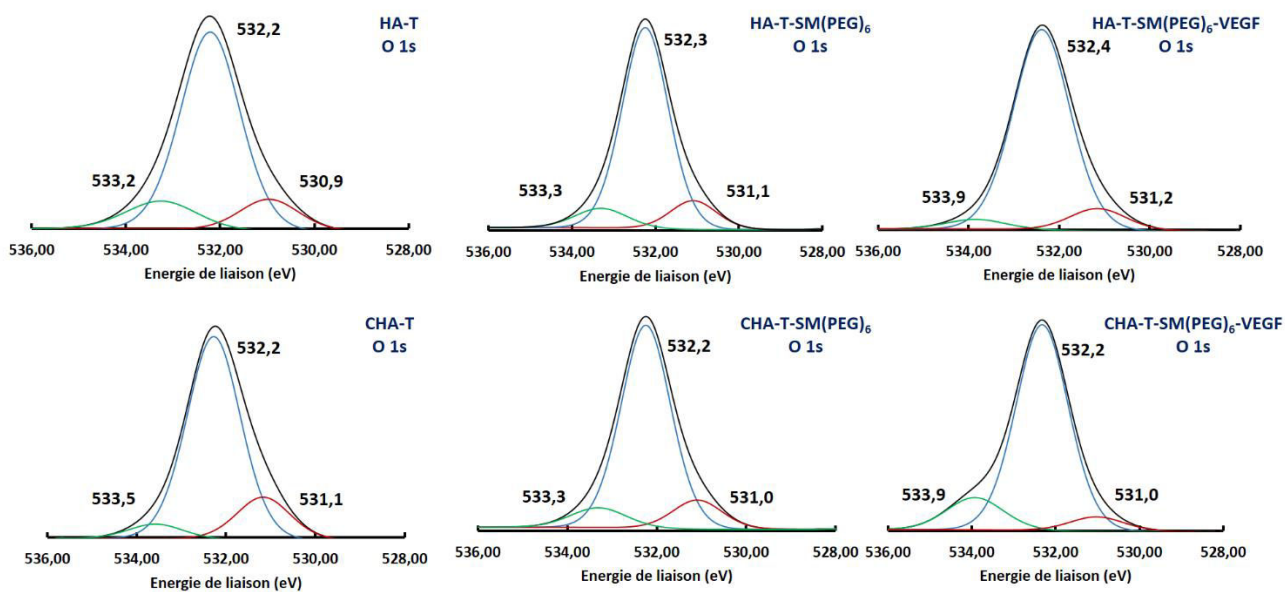 HA-T
O 1s
532,2
533,2
530,9
536,00 534,00 532,00 530,00 528,00
Energie de liaison (eV)
HA-T-SM(PEG)₆
O 1s
532,3
533,3
531,1
536,00 534,00 532,00 530,00 528,00
Energie de liaison (eV)
HA-T-SM(PEG)₆-VEGF
O 1s
532,4
533,9
531,2
536,00 534,00 532,00 530,00 528,00
Energie de liaison (eV)
CHA-T
O 1s
532,2
533,5
531,1
536,00 534,00 532,00 530,00 528,00
Energie de liaison (eV)
CHA-T-SM(PEG)₆
O 1s
532,2
533,3
531,0
536,00 534,00 532,00 530,00 528,00
Energie de liaison (eV)
CHA-T-SM(PEG)₆-VEGF
O 1s
532,2
533,9
531,0
536,00 534,00 532,00 530,00 528,00
Energie de liaison (eV)